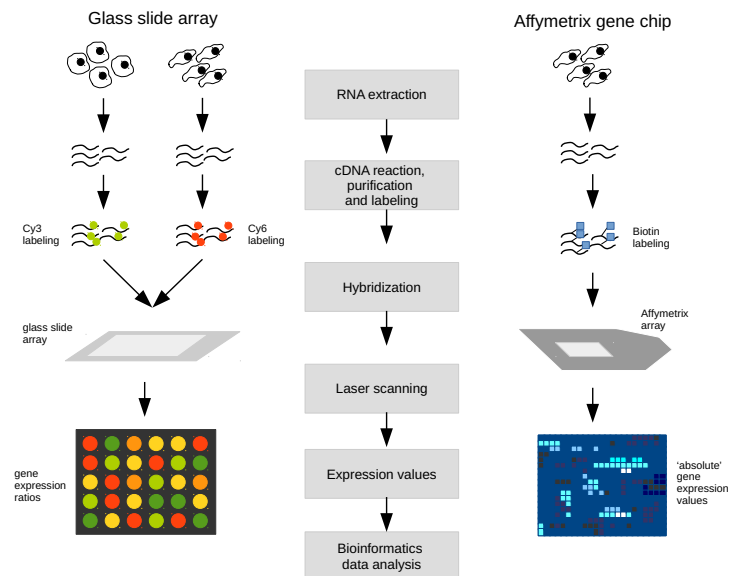 Glass slide array
Affymetrix gene chip
RNA extraction
cDNA reaction,
purification
and labeling
Cy3
labeling
Cy6
labeling
Biotin
labeling
Hybridization
glass slide
array
Affymetrix
array
Laser scanning
gene
expression
ratios
Expression values
'absolute'
gene
expression
values
Bioinformatics
data analysis